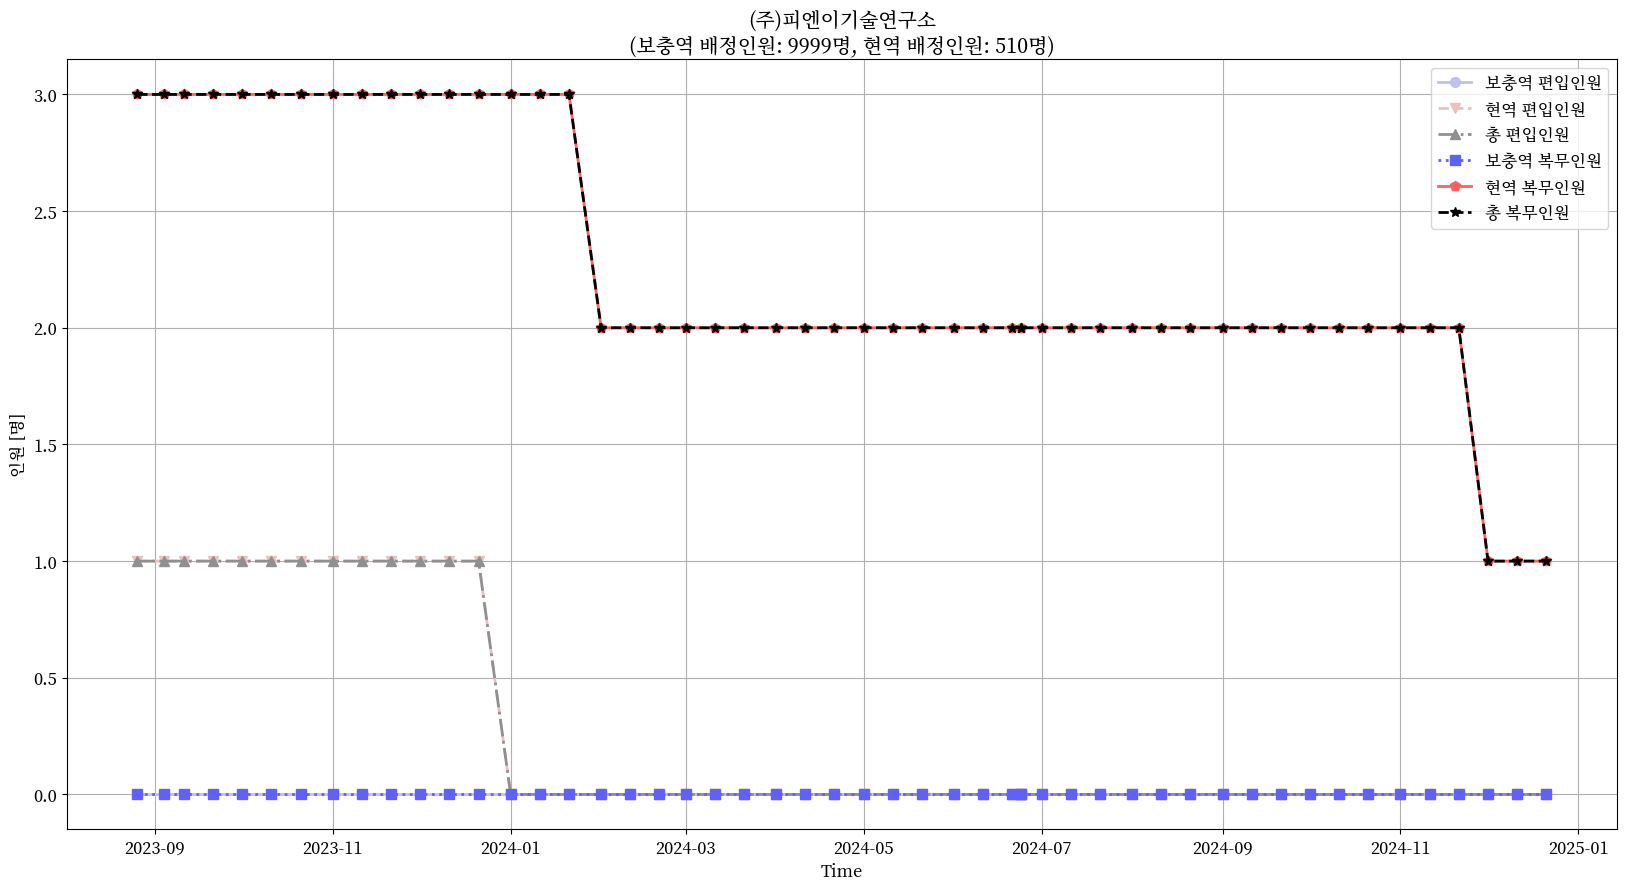 (주)피엔이기술연구소
(보충역 배정인원: 9999명, 현역 배정인원: 510명)
보충역 편입인원
현역 편입인원
총 편입인원
보충역 복무인원
현역 복무인원
총 복무인원
인원 [명]
3.0
2.5
2.0
1.5
1.0
0.5
0.0
2023-09
2023-11
2024-01
2024-03
2024-05
2024-07
2024-09
2024-11
2025-01
Time